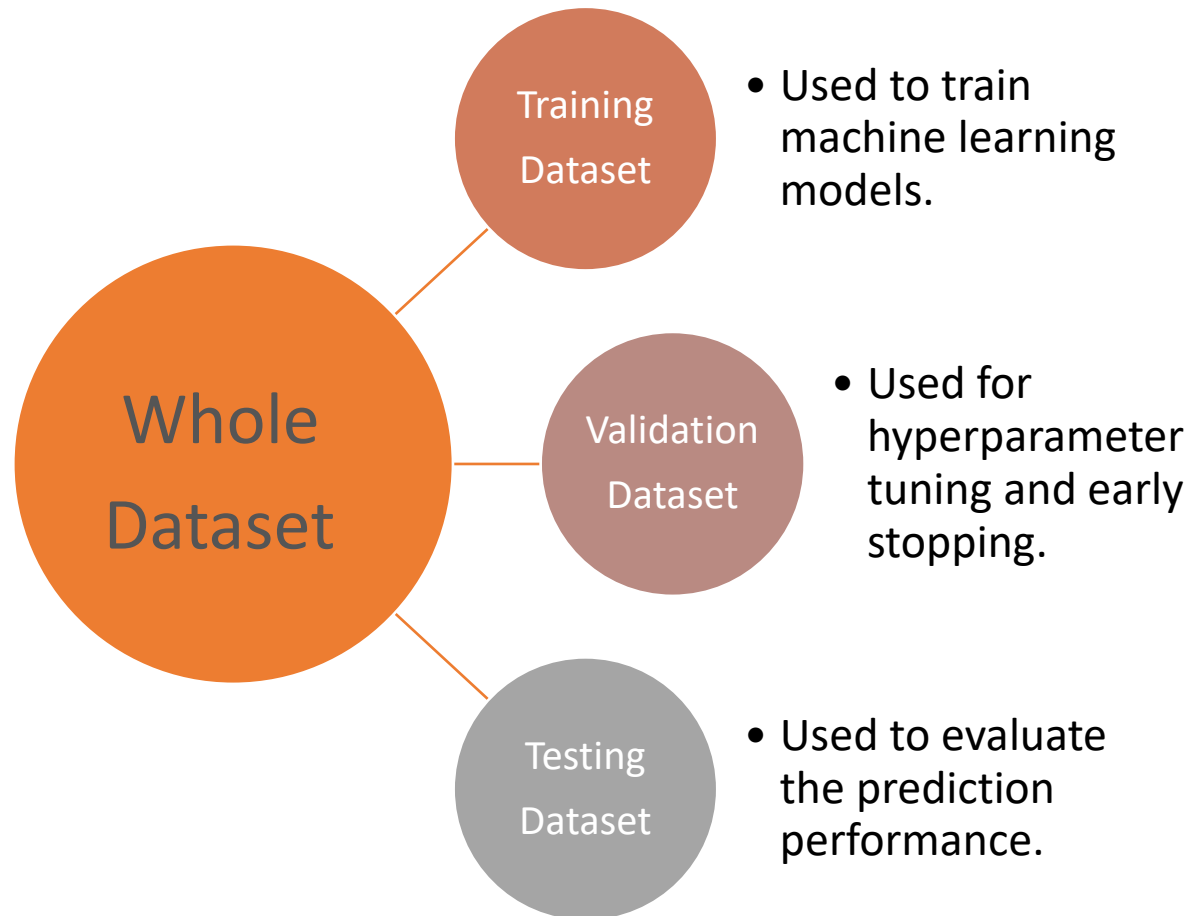 Whole
Dataset
Training
Dataset
• Used to train
machine learning
models.
Validation
Dataset
• Used for
hyperparameter
tuning and early
stopping.
Testing
Dataset
• Used to evaluate
the prediction
performance.